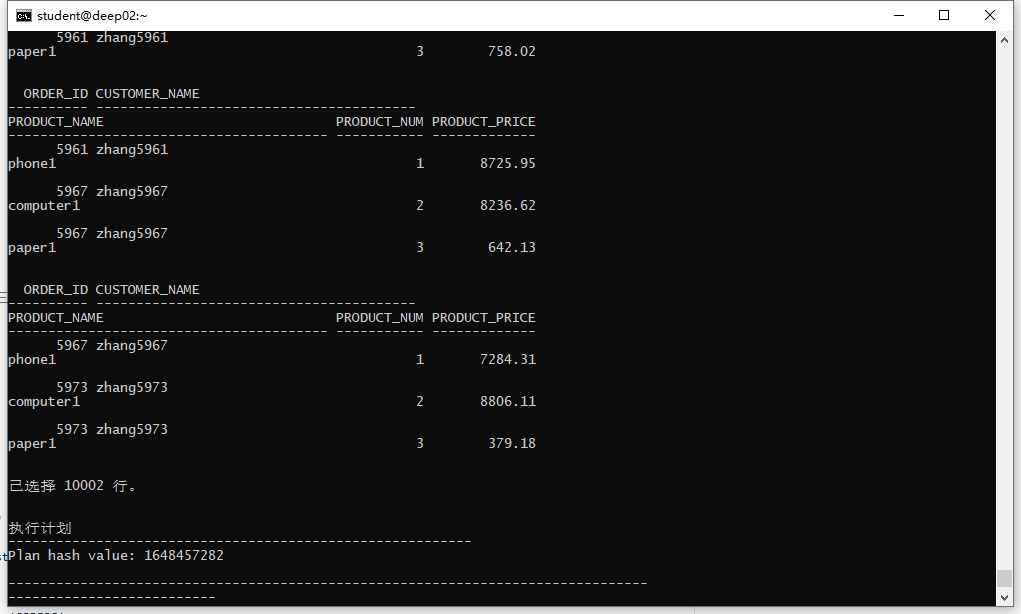 student@deep02:~
      5961 zhang5961
paper1                                             3        758.02

  ORDER_ID CUSTOMER_NAME
---------- ----------------------------------------
PRODUCT_NAME                             PRODUCT_NUM PRODUCT_PRICE
---------------------------------------- ----------- -------------
      5961 zhang5961
phone1                                             1       8725.95
      5967 zhang5967
computer1                                          2       8236.62
      5967 zhang5967
paper1                                             3        642.13

  ORDER_ID CUSTOMER_NAME
---------- ----------------------------------------
PRODUCT_NAME                             PRODUCT_NUM PRODUCT_PRICE
---------------------------------------- ----------- -------------
      5967 zhang5967
phone1                                             1       7284.31
      5973 zhang5973
computer1                                          2       8806.11
      5973 zhang5973
paper1                                             3        379.18

已选择 10002 行。

执行计划
----------------------------------------------------------
Plan hash value: 1648457282

--------------------------------------------------------------------------------
--------------------------